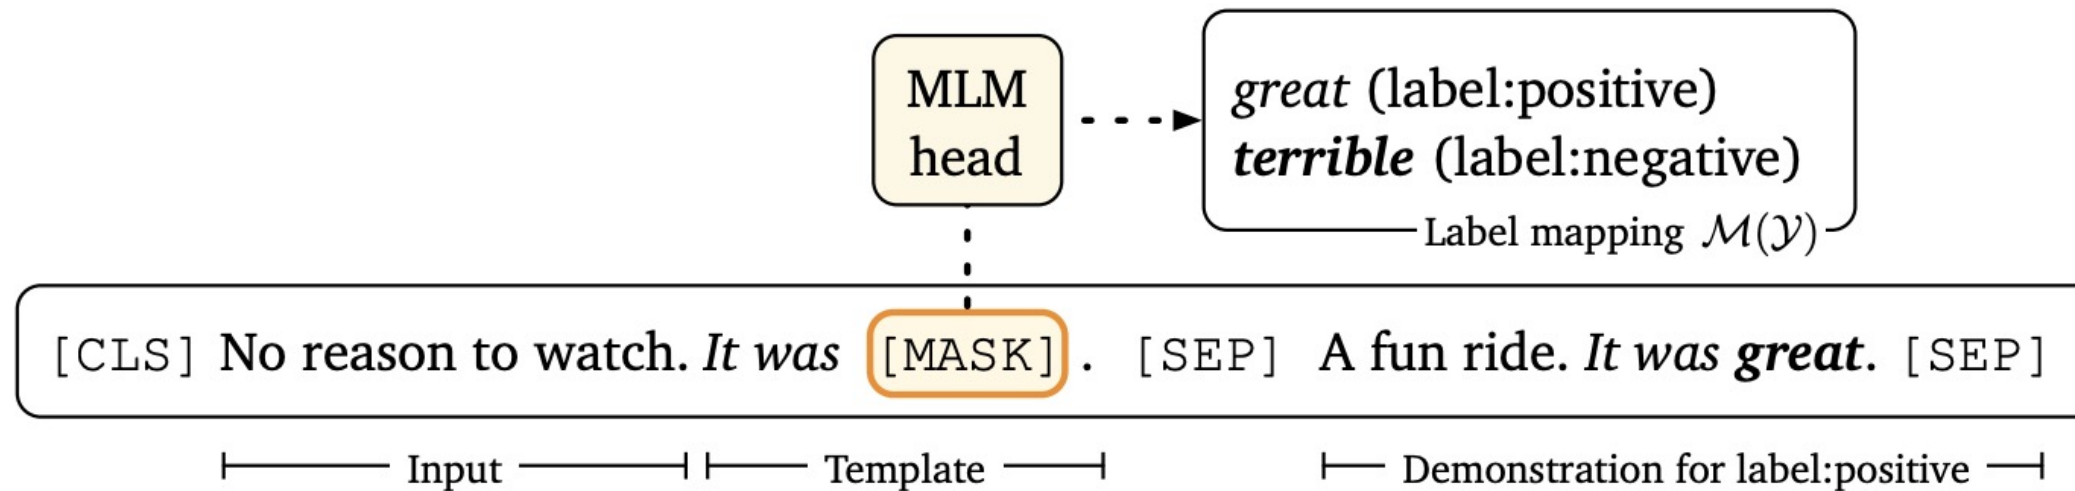 MLM
head
great (label:positive)
terrible (label:negative)
Label mapping ℳ(𝒴)
[CLS] No reason to watch. It was [MASK] . [SEP] A fun ride. It was great. [SEP]
Input
Template
Demonstration for label:positive